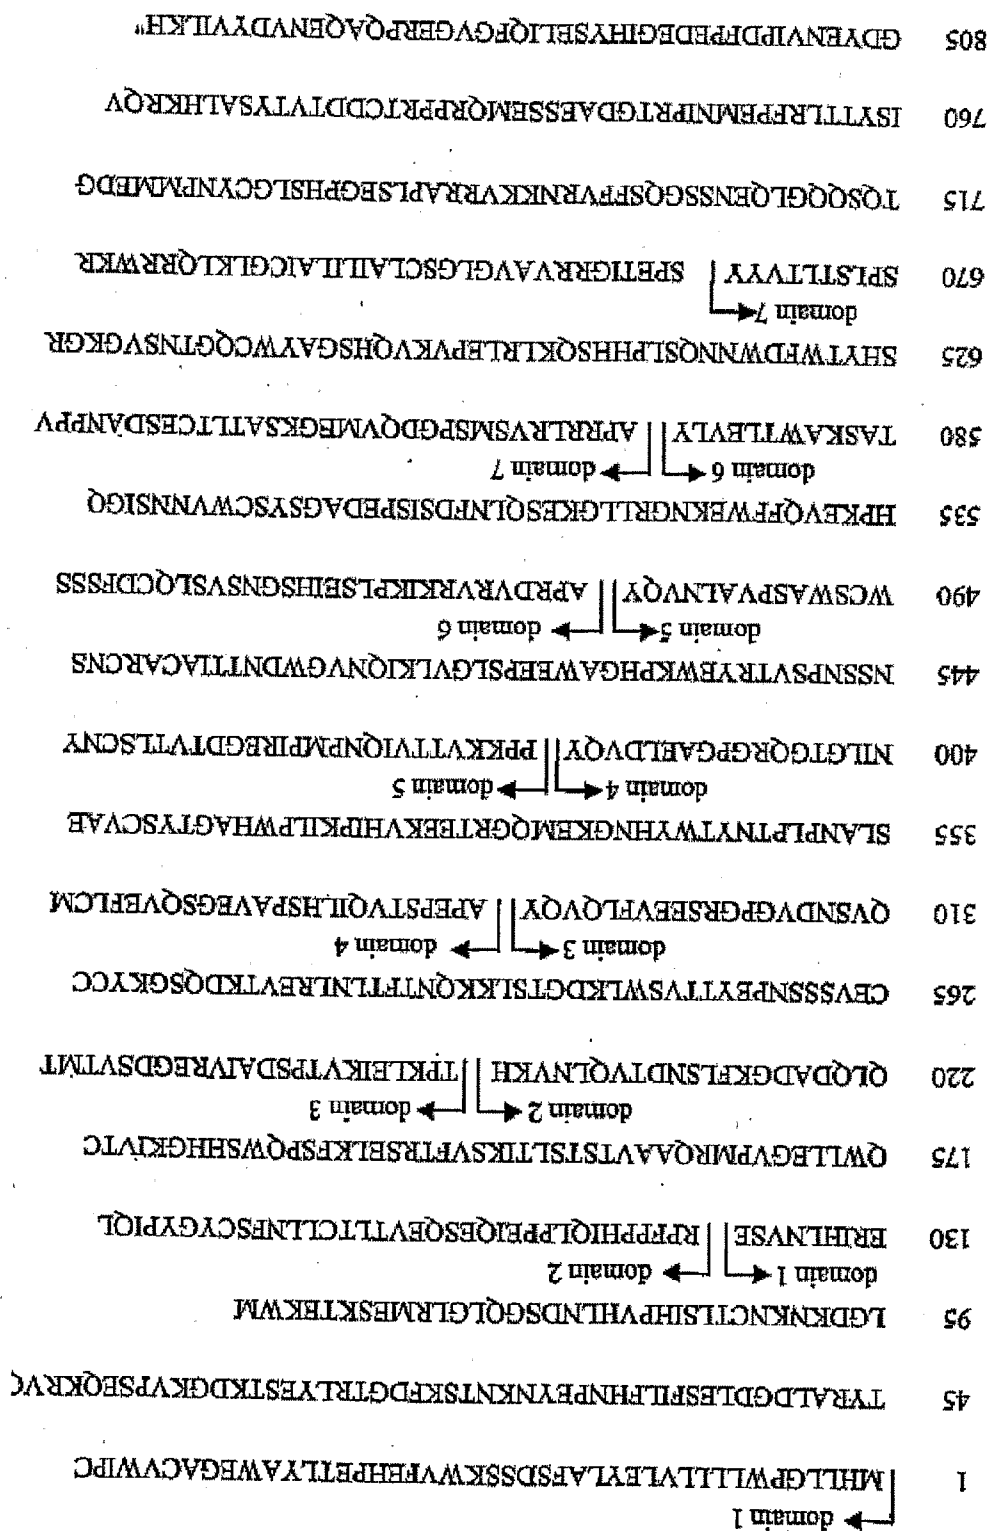 domain 1
1 MHLLGPWLLLLVLEYLAFSDSSKWVFEHPETLYAWEGACVWIPC
45 TYRALDGDLESFILFHNPEYNKNTSKFDGTRLYESTKDGKVPSEQKRVQ
95 LGDKNKNCTLSIHPVHLNDSGQLGLRMESKTEKWM
domain 1 domain 2
130 ERIHLNVSE RPFPPHIQLPPEIQESQEVTLTCLLNFSCYGYPIQL
175 QWLLEGVPMRQAAVTSTSLTIKSVFTRSELKFSPQWSHHGKIVTC
domain 2 domain 3
220 QLQDADGKFLSNDTVQLNVKH TPKLEIKVTPSDAIVREGDSVTMT
265 CEVSSSNPEYTTVSWLKDGTSLKKQNTFTLNLREVTKDQSGKYCC
domain 3 domain 4
310 QVSNDVGPGRSEEVFLQVQY APEPSTVQILHSPAVEGSQVEFLCM
355 SLANPLPTNYTWYHNGKEMQGRTEEKVHIPKILPWHAGTYSCVAE
domain 4 domain 5
400 NILGTGQRGPGAELDVQY PPKKVTTVIQNPMPIREGDTVTLSCNY
445 NSSNPSVTRYEWKPHGAWEEPSLGVLKIQNVGWDNTTIACARCNS
domain 5 domain 6
490 WCSWASPVALNVQY APRDVRVRKIKPLSEIHSGNSVSLQCDFSSS
535 HPKEVQFFWEKNGRLLGKESQLNFDSISPEDAGSYSCWVNNSIGQ
domain 6 domain 7
580 TASKAWTLEVLY APRRLRVSMSPGDQVMEGKSATLTCESDANPPV
625 SHYTWFDWNNQSLPHHSQKLRLEPVKVQHSGAYWCQGTNSVGKGR
domain 7
670 SPLSTLTVYY SPETIGRRVAVGLGSCLAILILAICGLKLQRRWKR
715 TQSQQGLQENSSGQSFFVRNKKVRRAPLSEGPHSLGCYNPMMEDG
760 ISYTTLRFPEMNIPRTGDAESSEMQRPPRTCDDTVTYSALHKRQV
805 GDYENVIPDFPEDEGIHYSELIQFGVGERPQAQENVDYVILKH"